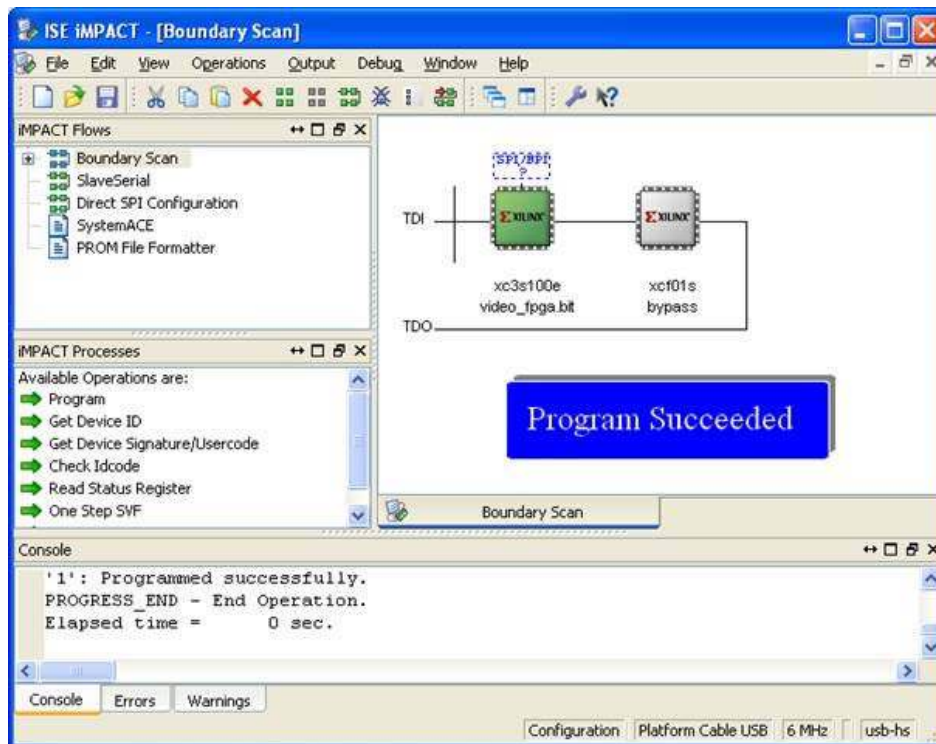 ISE iMPACT - [Boundary Scan]
File Edit View Operations Output Debug Window Help
iMPACT Flows
Boundary Scan
SlaveSerial
Direct SPI Configuration
SystemACE
PROM File Formatter
SPI/BPI
?
TDI
ΣXILINX ΣXILINX
xc3s100e xcf01s
video_fpga.bit bypass
TDO
iMPACT Processes
Available Operations are:
Program
Get Device ID
Get Device Signature/Usercode
Check Idcode
Read Status Register
One Step SVF
Program Succeeded
Boundary Scan
Console
'1': Programmed successfully.
PROGRESS_END - End Operation.
Elapsed time =      0 sec.
Console Errors Warnings
Configuration Platform Cable USB 6 MHz usb-hs